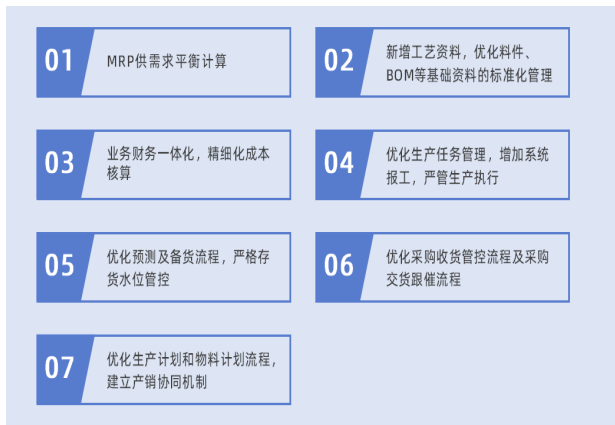 01
MRP供需求平衡计算
02
新增工艺资料，优化料件、
BOM等基础资料的标准化管理
03
业务财务一体化，精细化成本
核算
04
优化生产任务管理，增加系统
报工，严管生产执行
05
优化预测及备货流程，严格存
货水位管控
06
优化采购收货管控流程及采购
交货跟催流程
07
优化生产计划和物料计划流程，
建立产销协同机制